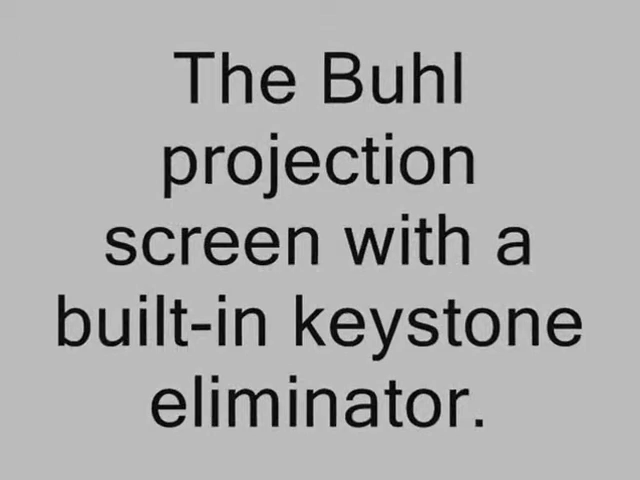 The Buhl
projection
screen with a
built-in keystone
eliminator.